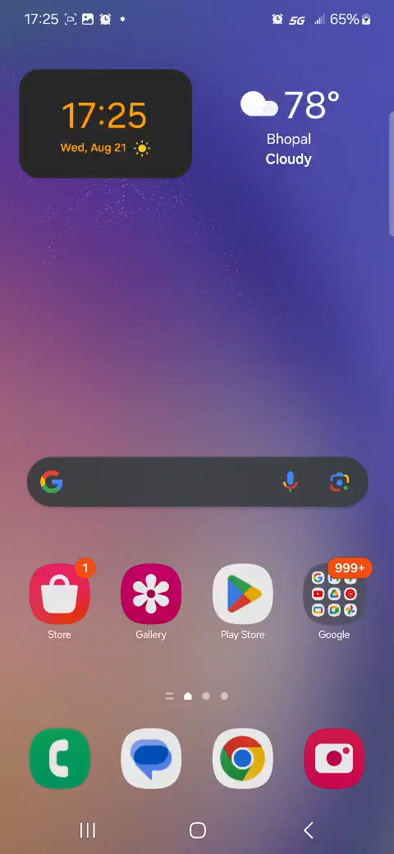 17:25
5G
65%
17:25
Wed, Aug 21
78°
Bhopal
Cloudy
1
999+
Store
Gallery
Play Store
Google